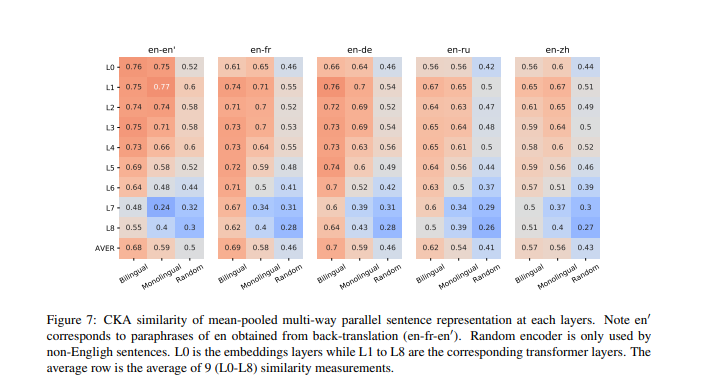 en-en' en-fr en-de en-ru en-zh
L0 0.76 0.75 0.52 0.61 0.65 0.46 0.66 0.64 0.46 0.56 0.56 0.42 0.56 0.6 0.44
L1 0.75 0.77 0.6 0.74 0.71 0.55 0.76 0.7 0.54 0.67 0.65 0.5 0.65 0.67 0.51
L2 0.74 0.74 0.58 0.71 0.7 0.52 0.72 0.69 0.52 0.64 0.63 0.47 0.61 0.65 0.49
L3 0.75 0.71 0.58 0.73 0.7 0.53 0.73 0.69 0.54 0.65 0.64 0.48 0.59 0.64 0.5
L4 0.73 0.66 0.6 0.73 0.64 0.55 0.73 0.63 0.56 0.65 0.61 0.5 0.58 0.6 0.52
L5 0.69 0.58 0.52 0.72 0.59 0.48 0.74 0.6 0.49 0.64 0.56 0.44 0.59 0.56 0.46
L6 0.64 0.48 0.44 0.71 0.5 0.41 0.7 0.52 0.42 0.63 0.5 0.37 0.57 0.51 0.39
L7 0.48 0.24 0.32 0.67 0.34 0.31 0.6 0.39 0.31 0.6 0.34 0.29 0.5 0.37 0.3
L8 0.55 0.4 0.3 0.62 0.4 0.28 0.64 0.43 0.28 0.5 0.39 0.26 0.51 0.4 0.27
AVER 0.68 0.59 0.5 0.69 0.58 0.46 0.7 0.59 0.46 0.62 0.54 0.41 0.57 0.56 0.43
Bilingual Monolingual Random Bilingual Monolingual Random Bilingual Monolingual Random Bilingual Monolingual Random Bilingual Monolingual Random
Figure 7: CKA similarity of mean-pooled multi-way parallel sentence representation at each layers. Note en′
corresponds to paraphrases of en obtained from back-translation (en-fr-en′). Random encoder is only used by
non-Engligh sentences. L0 is the embeddings layers while L1 to L8 are the corresponding transformer layers. The
average row is the average of 9 (L0-L8) similarity measurements.